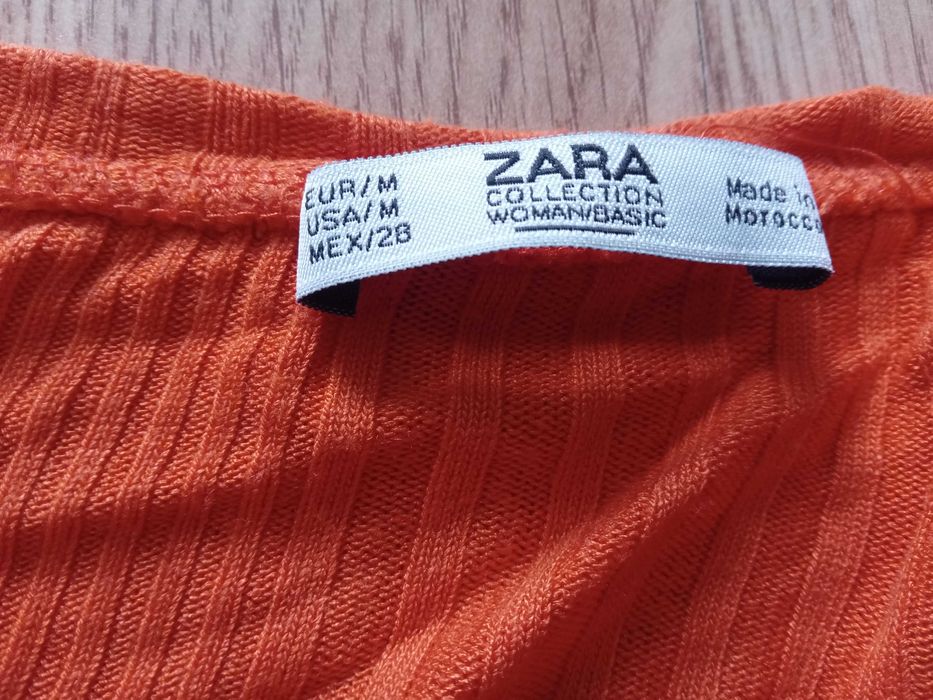 EUR/M
USA/M
MEX/28
ZARA
COLLECTION
WOMAN/BASIC
Made in
Morocco